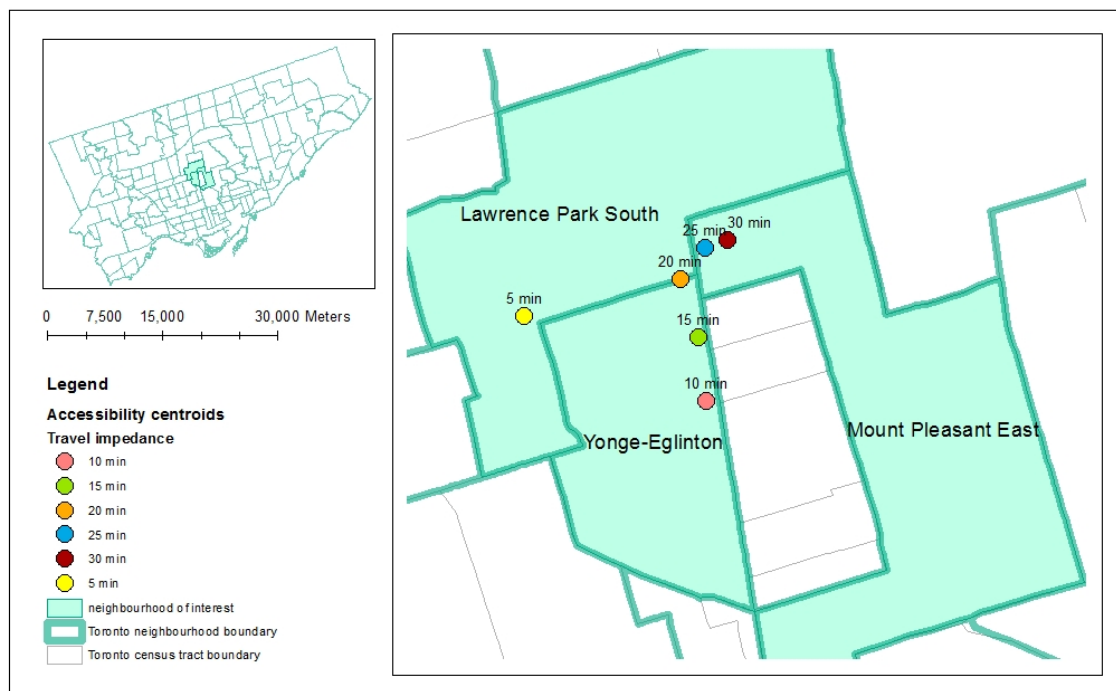 0 7,500 15,000 30,000 Meters
Legend
Accessibility centroids
Travel impedance
10 min
15 min
20 min
25 min
30 min
5 min
neighbourhood of interest
Toronto neighbourhood boundary
Toronto census tract boundary
Lawrence Park South
25 min
30 min
20 min
5 min
15 min
10 min
Yonge-Eglinton
Mount Pleasant East